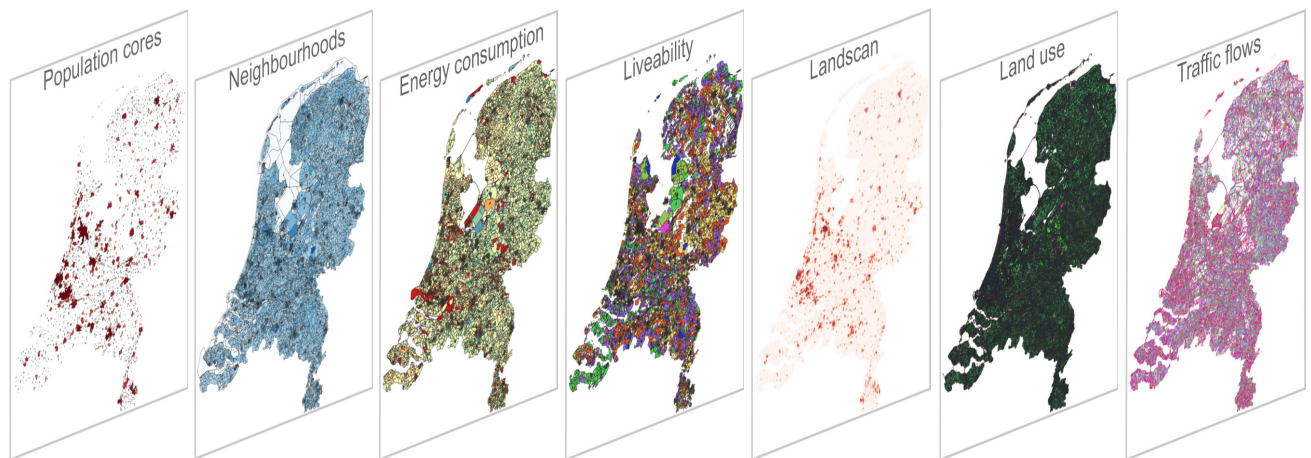 Population cores
Neighbourhoods
Energy consumption
Liveability
Landscan
Land use
Traffic flows